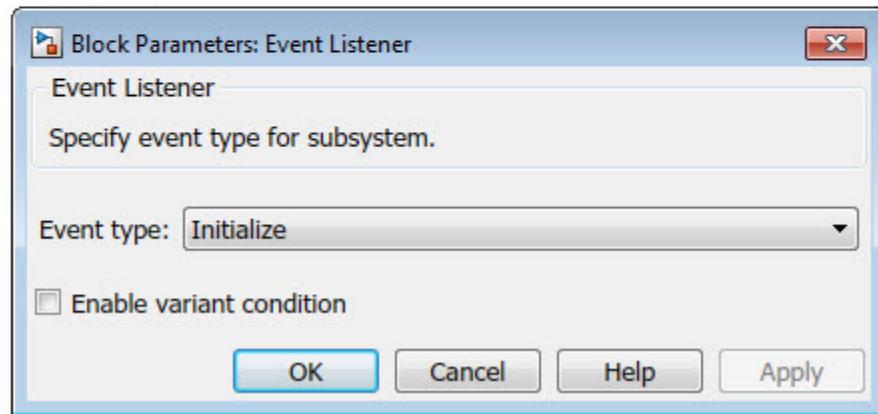 Block Parameters: Event Listener
Event Listener
Specify event type for subsystem.
Event type: Initialize
Enable variant condition
OK Cancel Help Apply